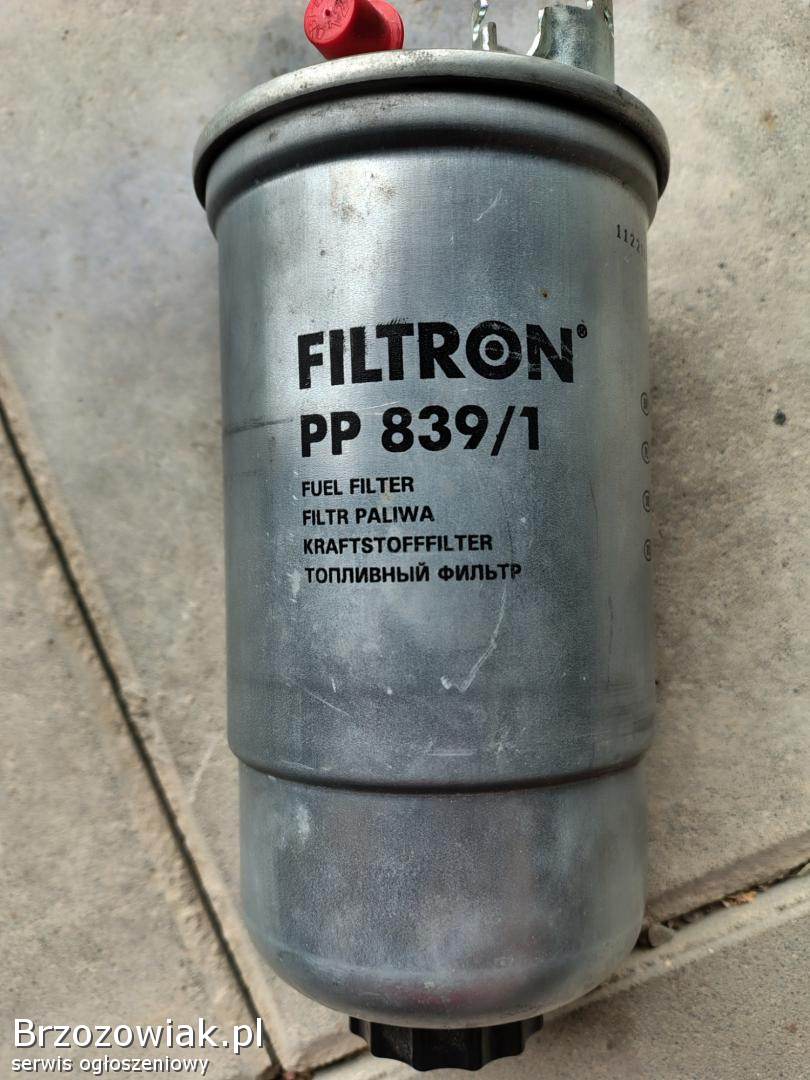 FILTRON®
PP 839/1
FUEL FILTER
FILTR PALIWA
KRAFTSTOFFFILTER
ТОПЛИВНЫЙ ФИЛЬТР
Brzozowiak.pl
serwis ogłoszeniowy